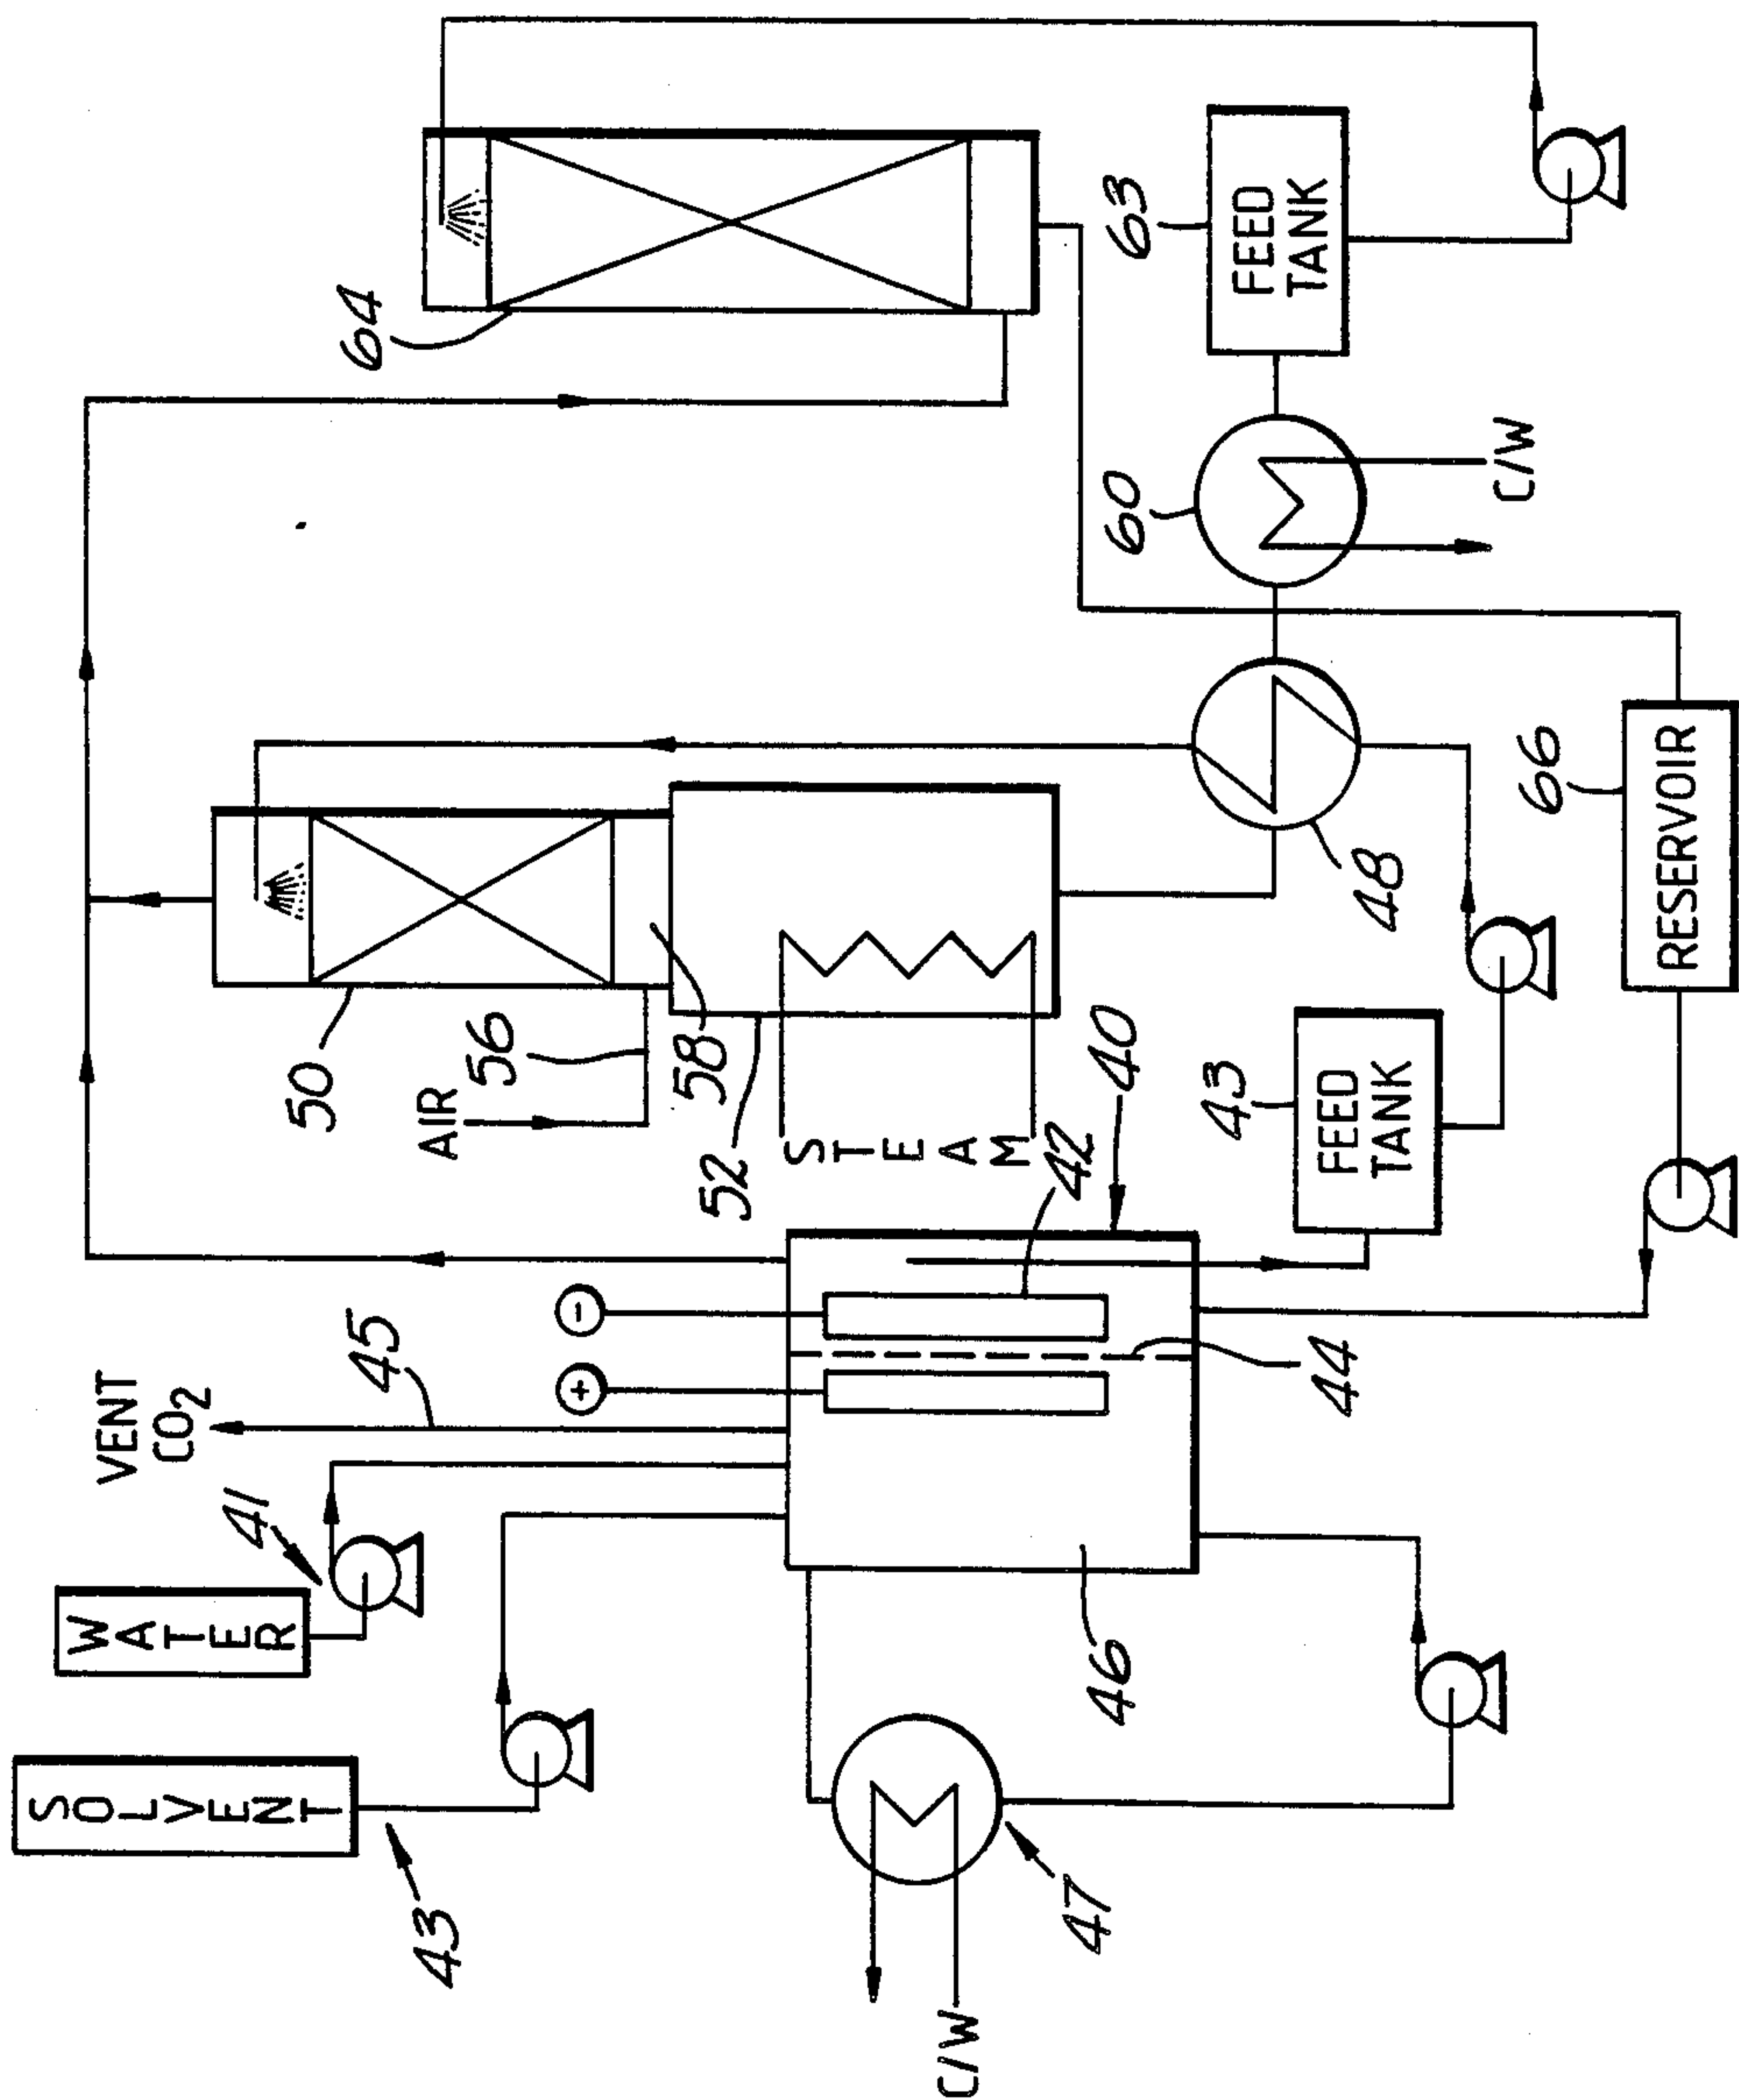 SOLVENT
43
WATER
41
VENT
CO2
45
+
-
C/W
47
46
44
42
40
50
AIR
56
58
52
STEAM
FEED
TANK
43
48
60
C/W
64
63
FEED
TANK
66
RESERVOIR